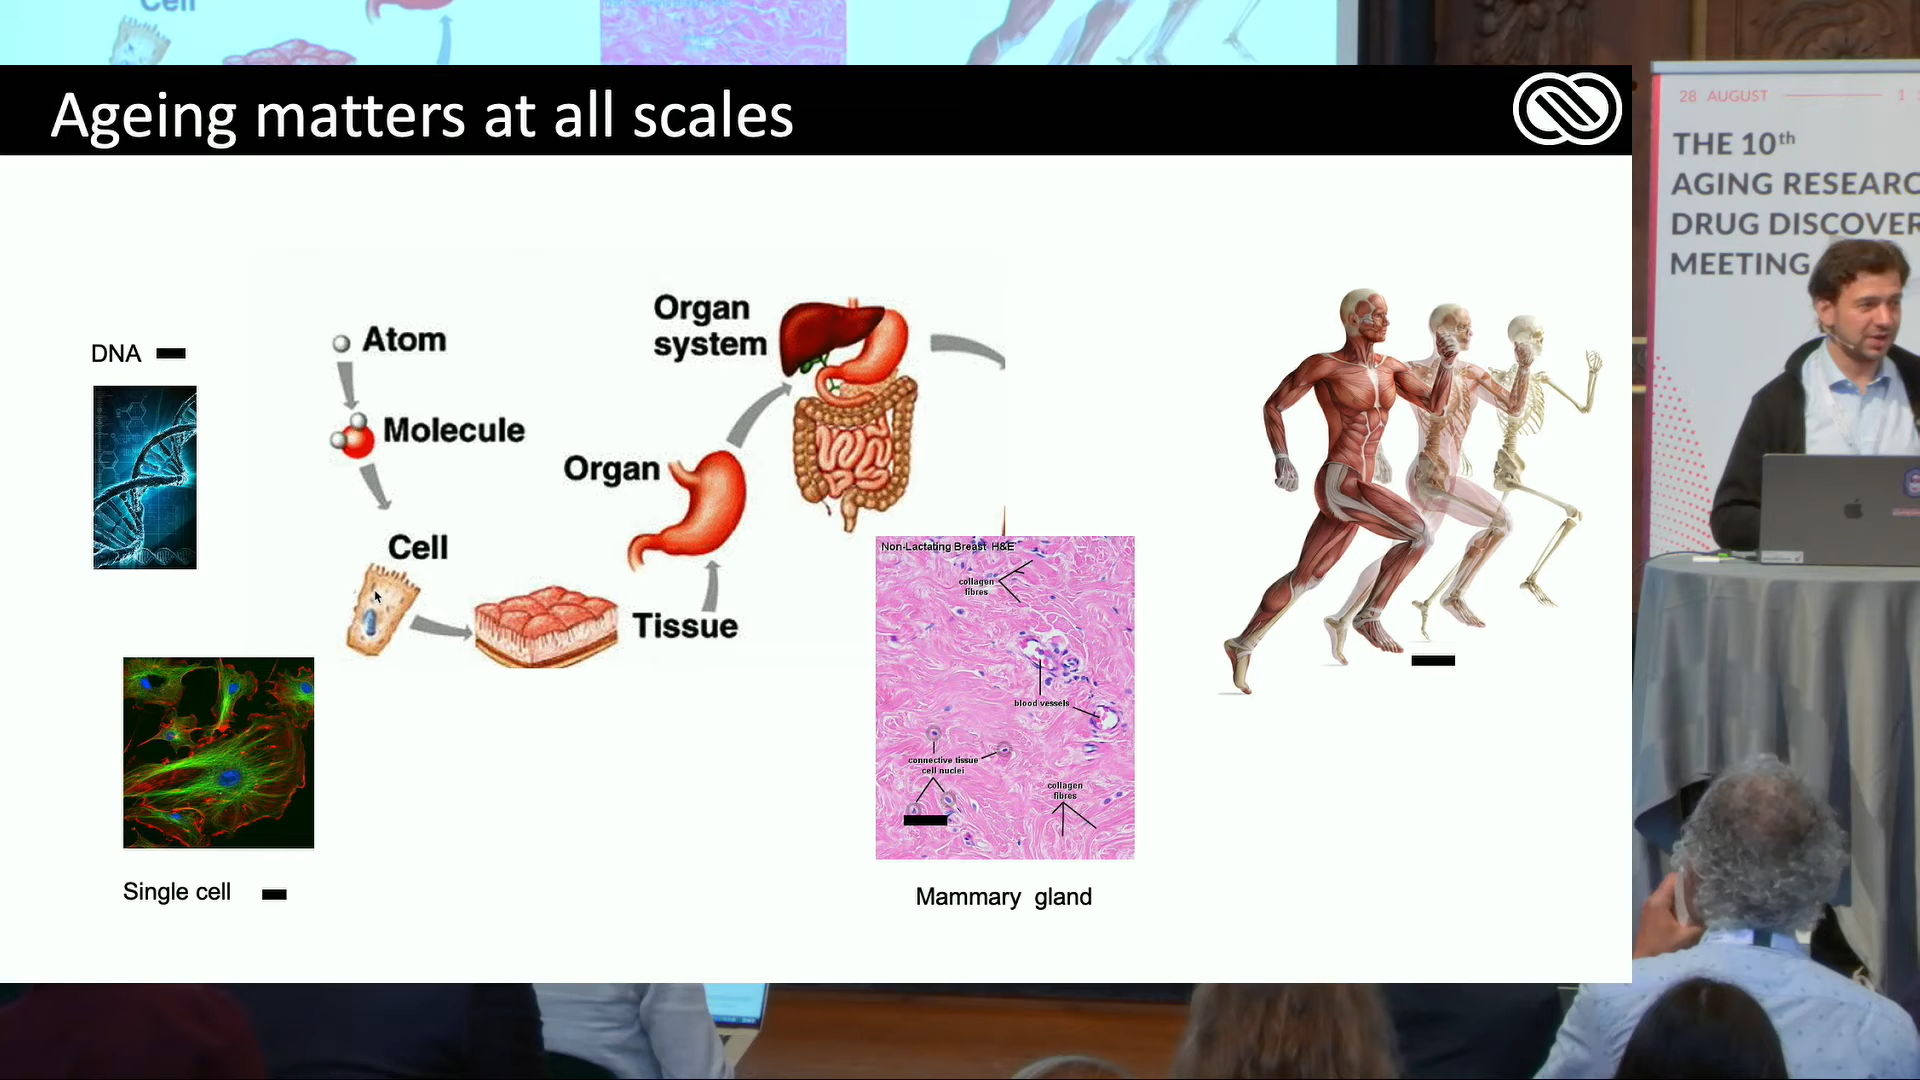 Cell
Ageing matters at all scales
28 AUGUST
THE 10th
AGING RESEARC
DRUG DISCOVER
MEETING
DNA
Atom
Molecule
Cell
Tissue
Organ
Organ
system
Non-Lactating Breast H&E
collagen
fibres
blood vessels
connective tissue
cell nuclei
collagen
fibres
Single cell
Mammary gland